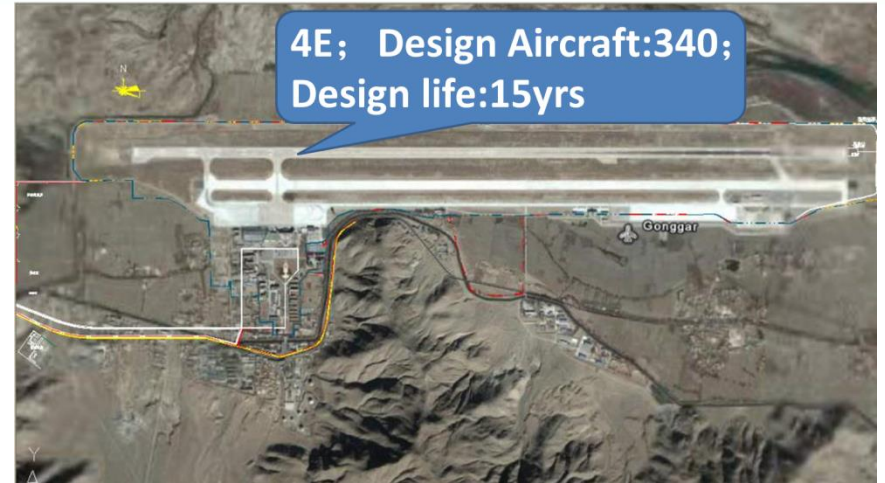 4E； Design Aircraft:340；
Design life:15yrs
N
Gonggar
Y